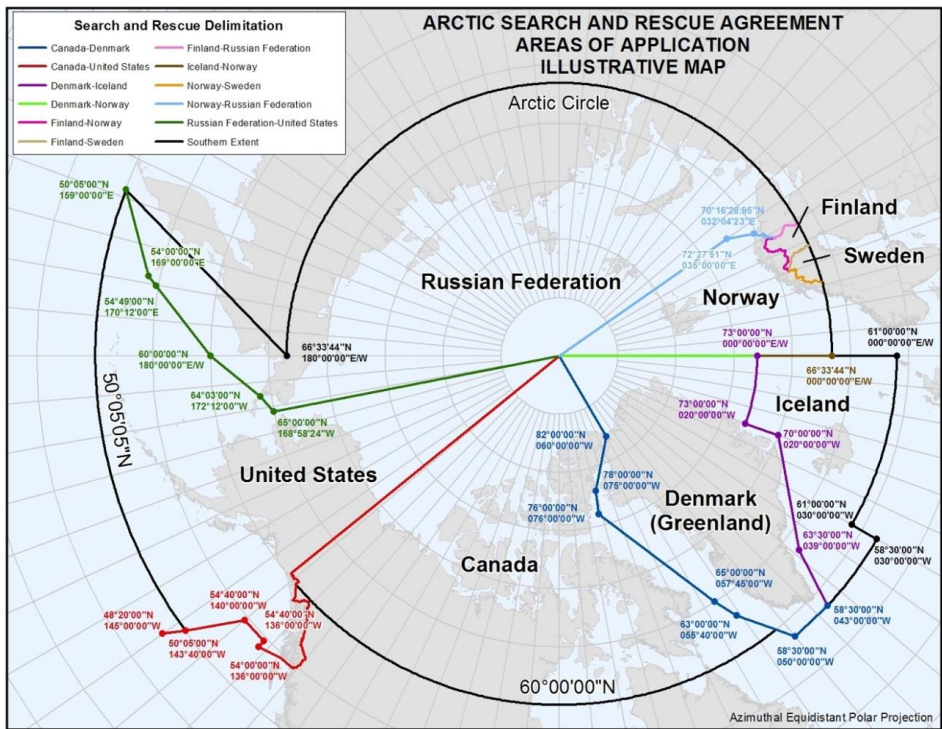 ARCTIC SEARCH AND RESCUE AGREEMENT
AREAS OF APPLICATION
ILLUSTRATIVE MAP
Search and Rescue Delimitation
Canada-Denmark
Canada-United States
Denmark-Iceland
Denmark-Norway
Finland-Norway
Finland-Sweden
Finland-Russian Federation
Iceland-Norway
Norway-Sweden
Norway-Russian Federation
Russian Federation-United States
Southern Extent
Arctic Circle
50°05'00"N
159°00'00"E
54°00'00"N
169°00'00"E
54°49'00"N
170°12'00"E
60°00'00"N
180°00'00"E/W
64°03'00"N
172°12'00"W
65°00'00"N
168°58'24"W
66°33'44"N
180°00'00"E/W
50°05'05"N
Russian Federation
70°16'28.95"N
032°04'23"E
72°27'51"N
035°00'00"E
Finland
Sweden
Norway
73°00'00"N
000°00'00"E/W
61°00'00"N
000°00'00"E/W
66°33'44"N
000°00'00"E/W
Iceland
73°00'00"N
020°00'00"W
70°00'00"N
020°00'00"W
61°00'00"N
030°00'00"W
58°30'00"N
030°00'00"W
63°30'00"N
039°00'00"W
58°30'00"N
043°00'00"W
82°00'00"N
060°00'00"W
78°00'00"N
075°00'00"W
76°00'00"N
076°00'00"W
Denmark
(Greenland)
65°00'00"N
057°45'00"W
63°00'00"N
055°40'00"W
58°30'00"N
050°00'00"W
United States
Canada
48°20'00"N
145°00'00"W
50°05'00"N
143°40'00"W
54°40'00"N
140°00'00"W
54°40'00"N
136°00'00"W
54°00'00"N
136°00'00"W
60°00'00"N
Azimuthal Equidistant Polar Projection